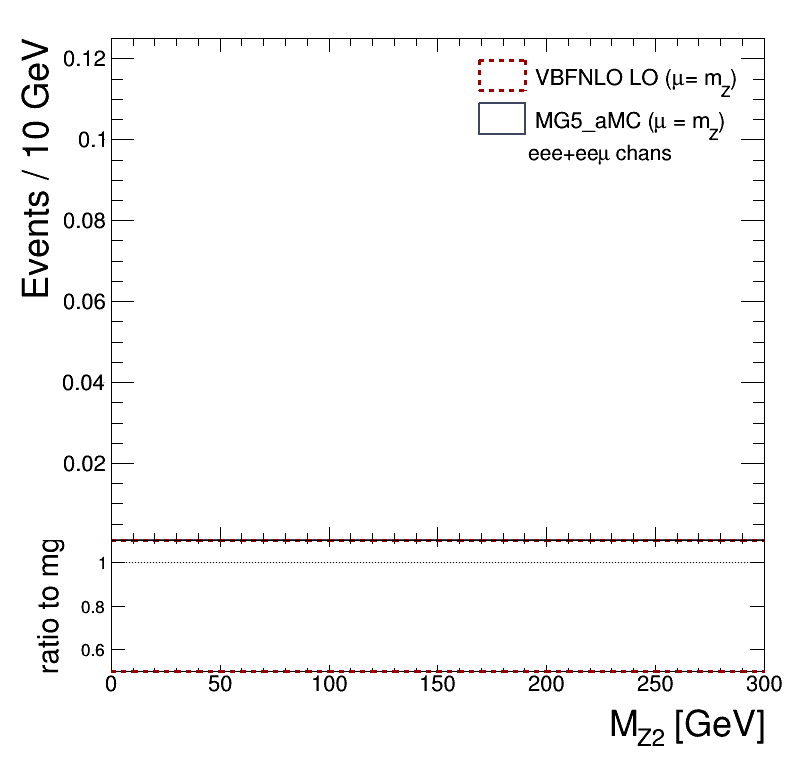 Events / 10 GeV
0.12
0.1
0.08
0.06
0.04
0.02
VBFNLO LO (μ= m_Z)
MG5_aMC (μ = m_Z)
eee+eeμ chans
ratio to mg
1
0.8
0.6
0 50 100 150 200 250 300
M_Z2 [GeV]